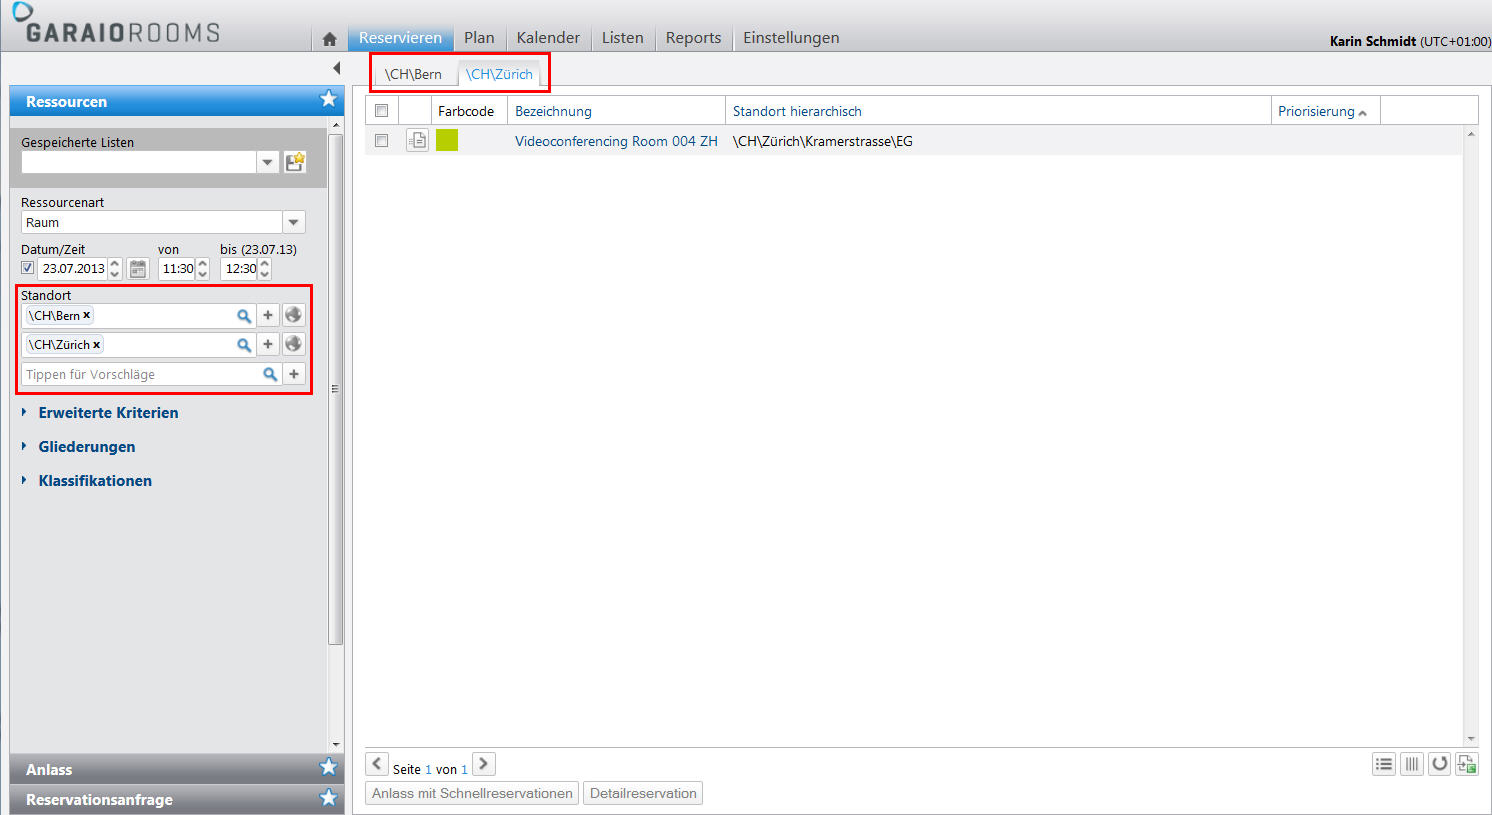 GARAIOROOMS
Reservieren Plan Kalender Listen Reports Einstellungen
Karin Schmidt (UTC+01:00)
\CH\Bern \CH\Zürich
Ressourcen
Gespeicherte Listen
Ressourcenart
Raum
Datum/Zeit von bis (23.07.13)
23.07.2013 11:30 12:30
Standort
\CH\Bern x
\CH\Zürich x
Tippen für Vorschläge
Erweiterte Kriterien
Gliederungen
Klassifikationen
Anlass
Reservationsanfrage
Farbcode Bezeichnung Standort hierarchisch Priorisierung
Videoconferencing Room 004 ZH \CH\Zürich\Kramerstrasse\EG
Seite 1 von 1
Anlass mit Schnellreservationen Detailreservation